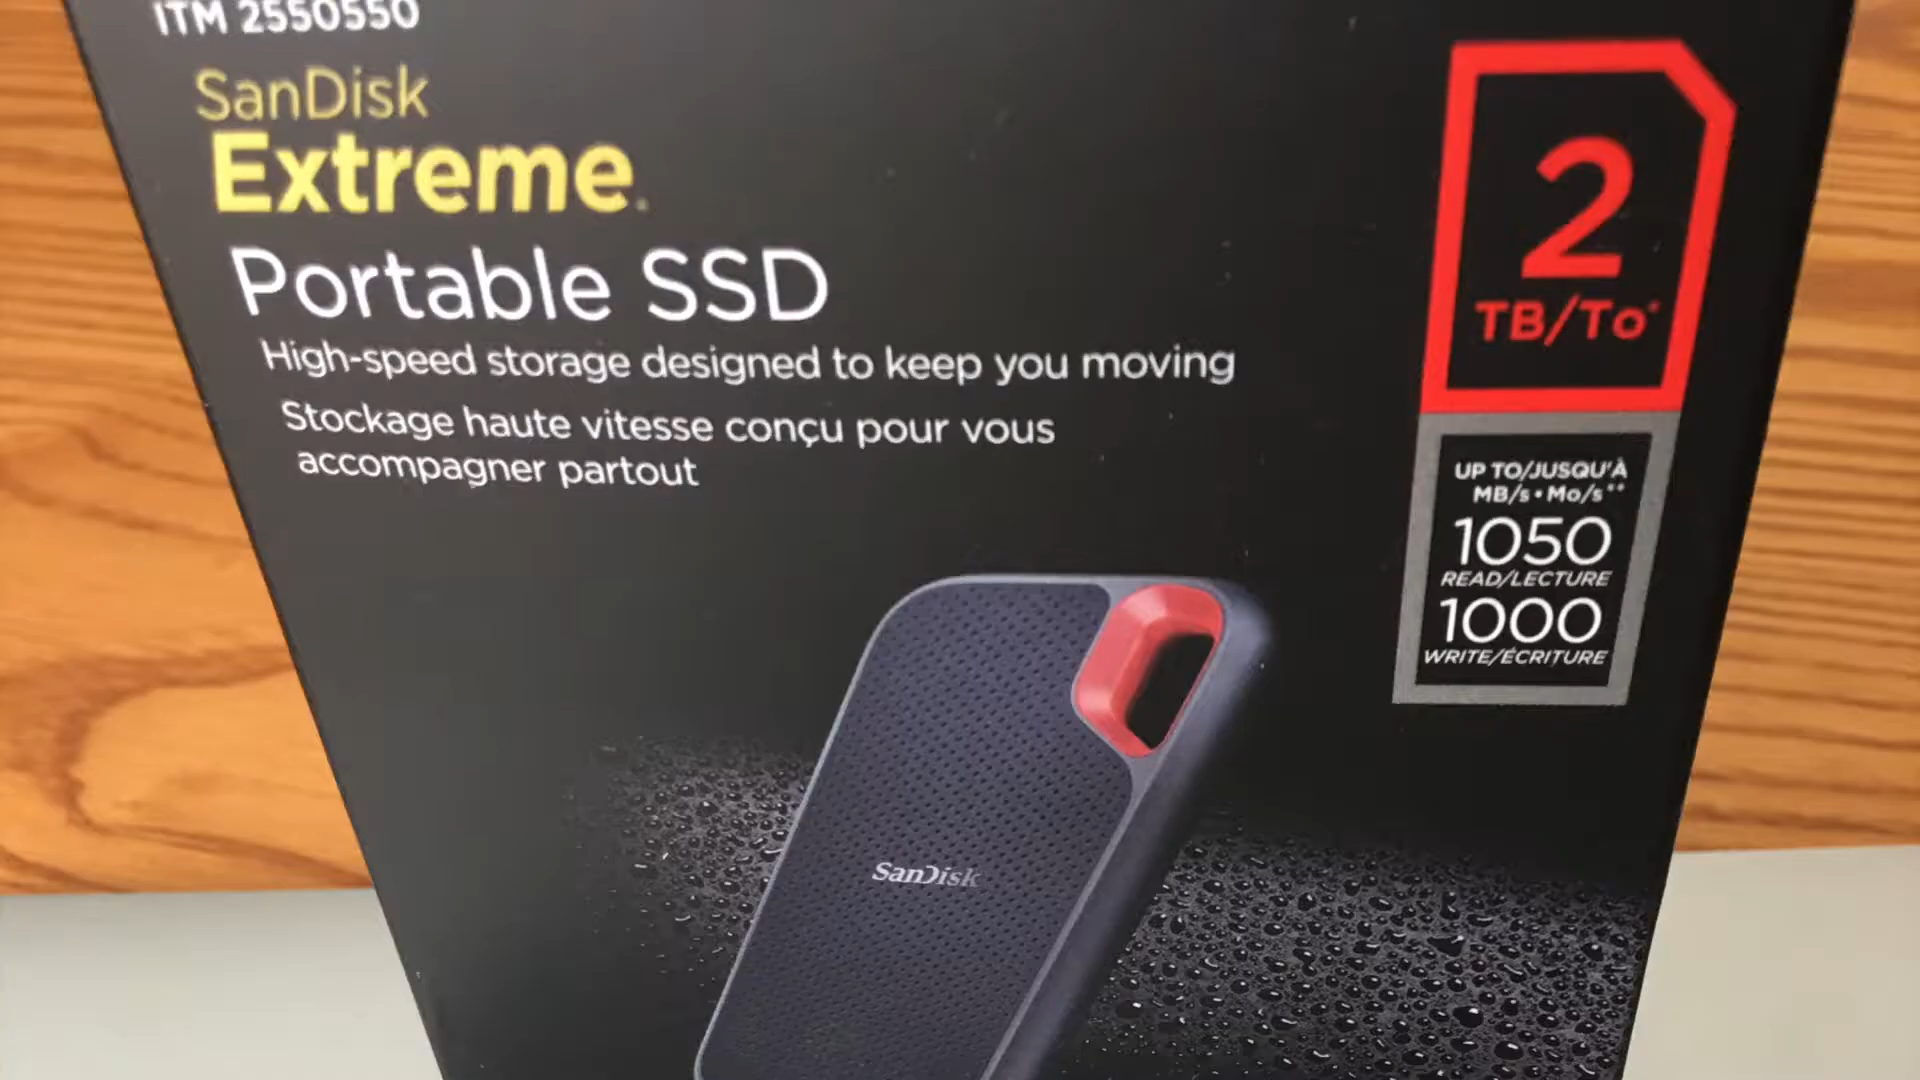 ITM 2550550
SanDisk
Extreme®
Portable SSD
High-speed storage designed to keep you moving
Stockage haute vitesse conçu pour vous
accompagner partout
2
TB/To*
UP TO/JUSQU'À
MB/s•Mo/s**
1050
READ/LECTURE
1000
WRITE/ÉCRITURE
SanDisk